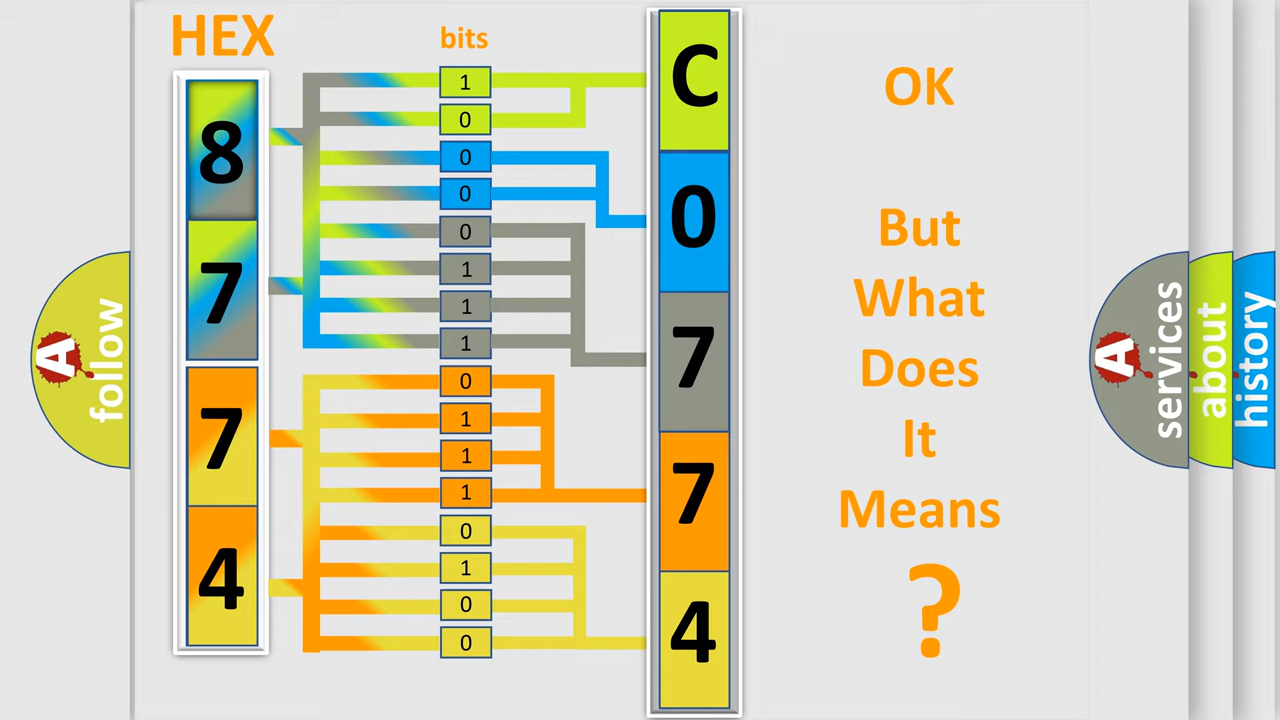 HEX
bits
8
7
7
4
1
0
0
0
0
1
1
1
0
1
1
1
0
1
0
0
C
0
7
7
4
OK
But
What
Does
It
Means
?
A
follow
A
services
about
history